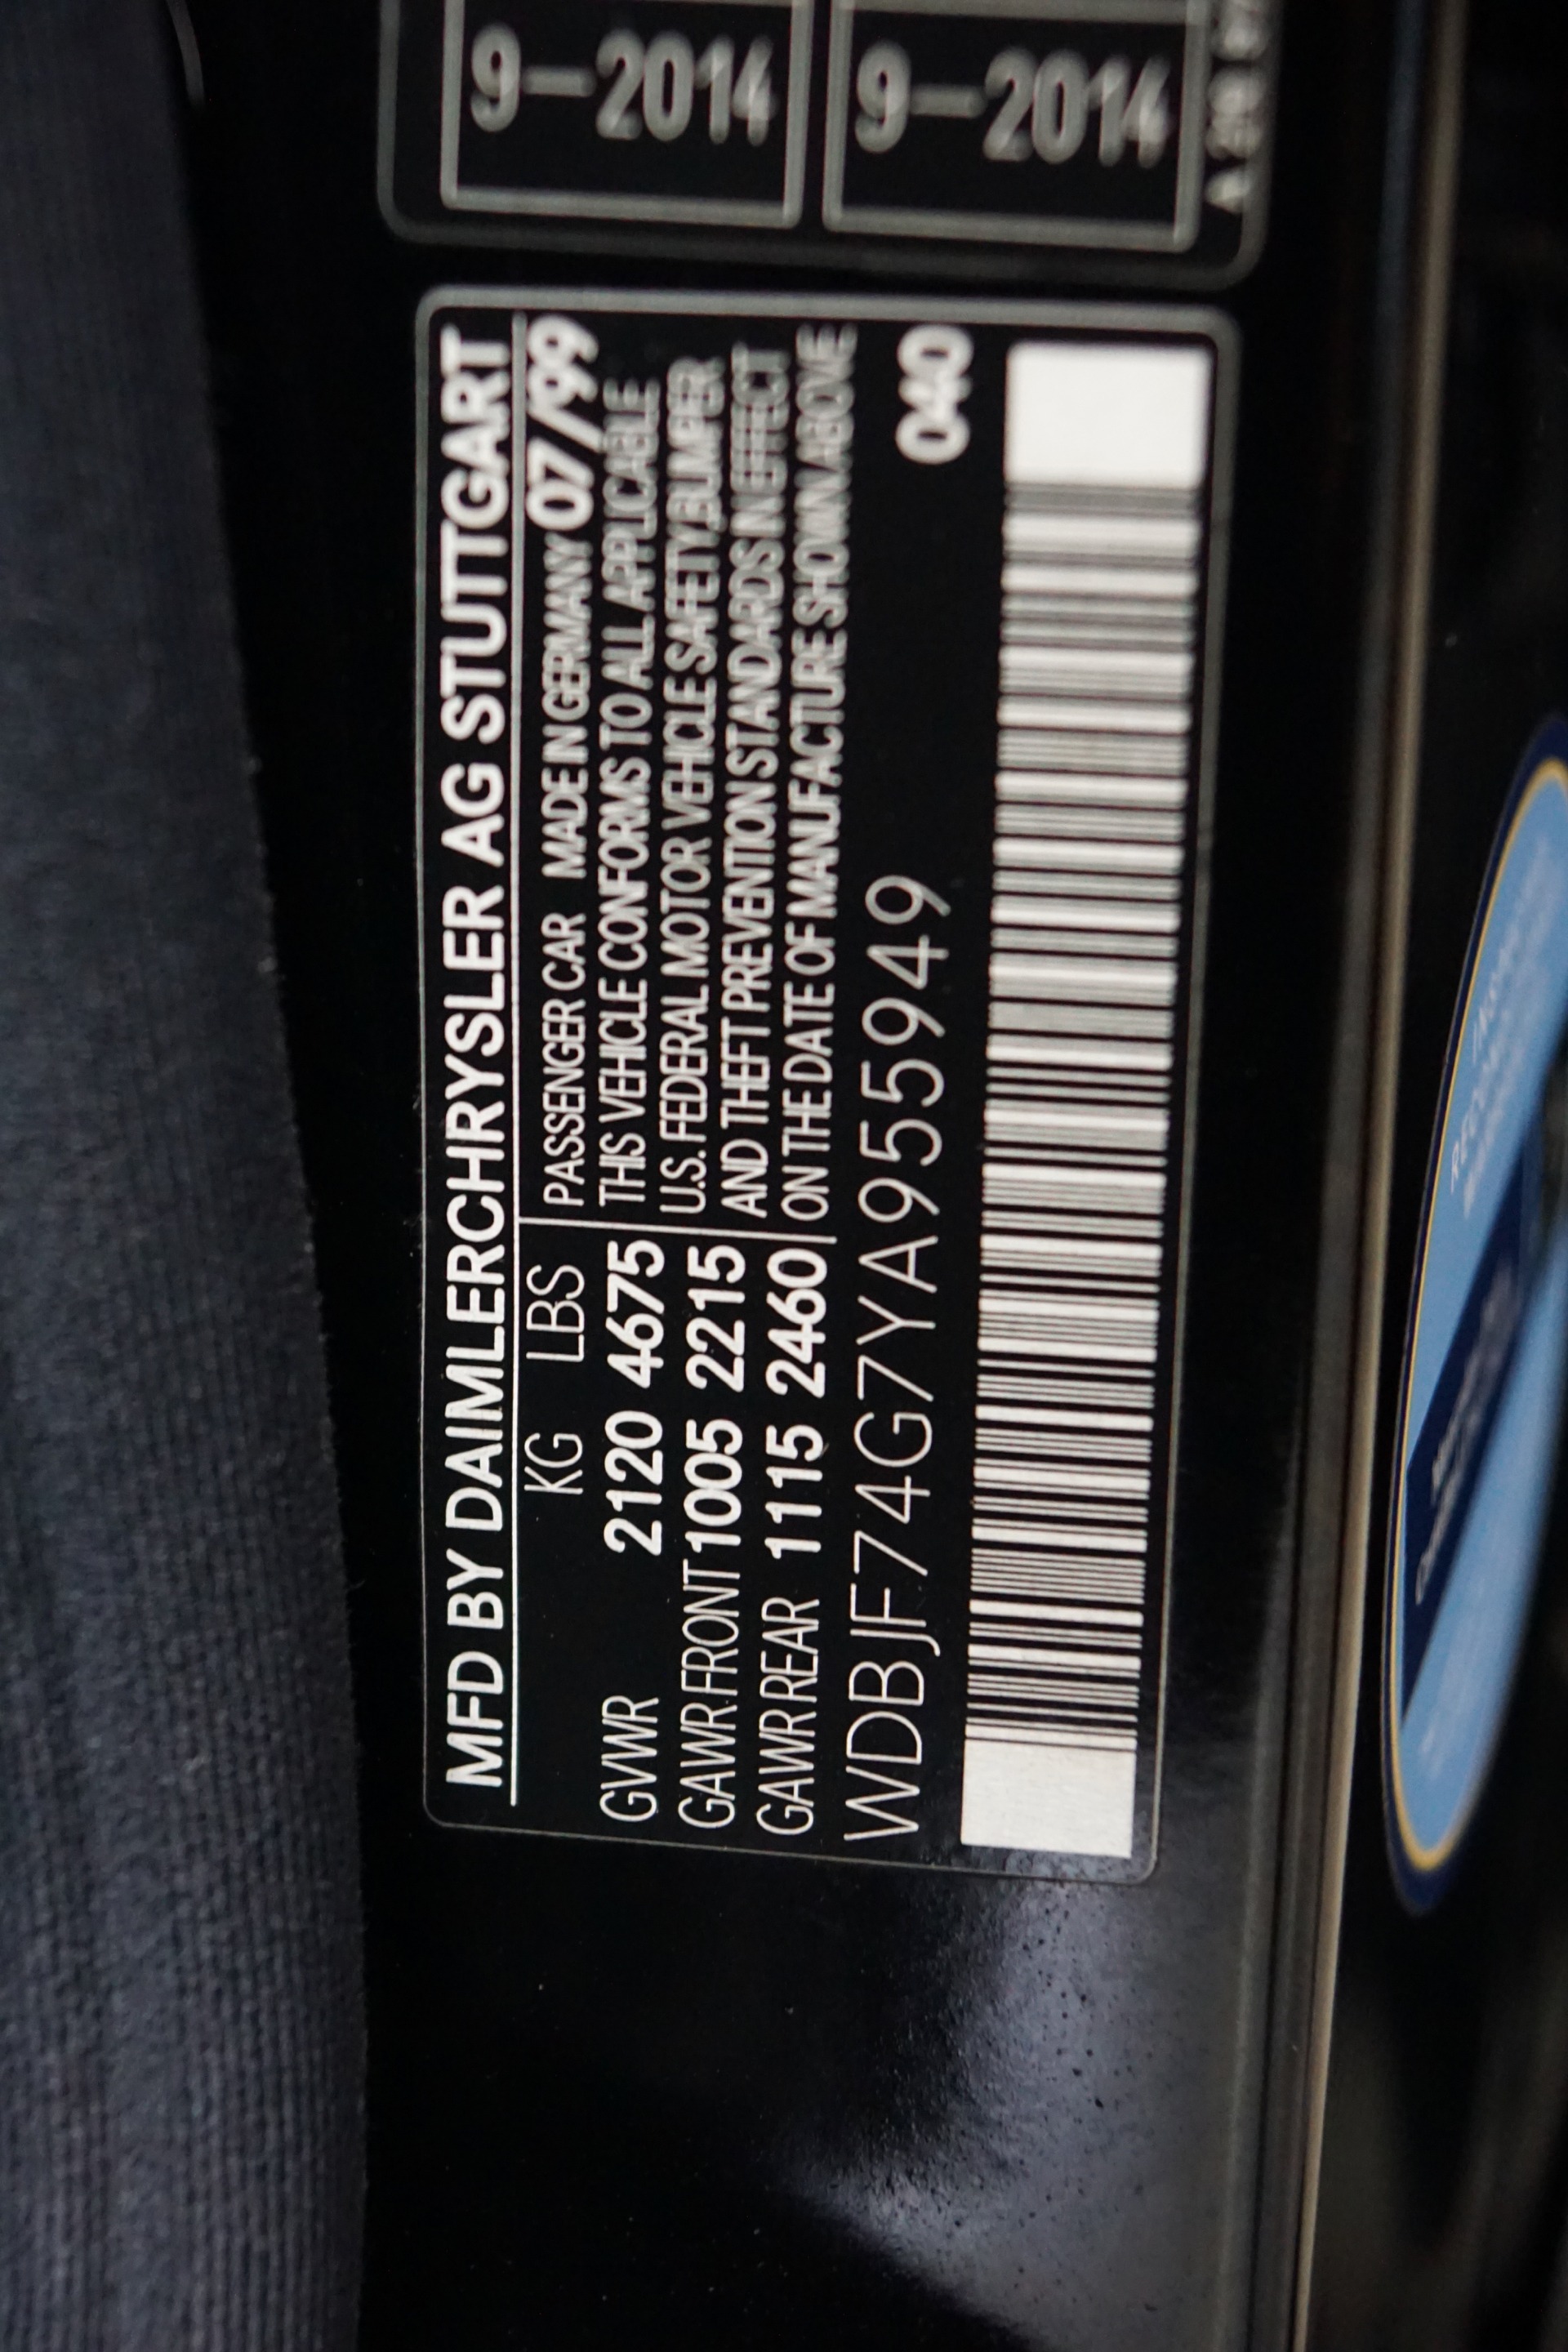 9-2014
9-2014
MFD BY DAIMLERCHRYSLER AG STUTTGART
KG LBS
PASSENGER CAR MADE IN GERMANY 07/99
GVWR 2120 4675
THIS VEHICLE CONFORMS TO ALL APPLICABLE
U.S. FEDERAL MOTOR VEHICLE SAFETY,BUMPER
GAWR FRONT 1005 2215
AND THEFT PREVENTION STANDARDS IN EFFECT
GAWR REAR 1115 2460
ON THE DATE OF MANUFACTURE SHOWN ABOVE
WDBJF74G7YA955949
040